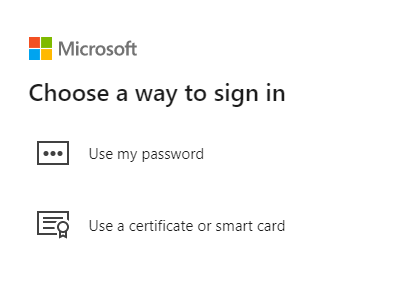 Microsoft
Choose a way to sign in
Use my password
Use a certificate or smart card